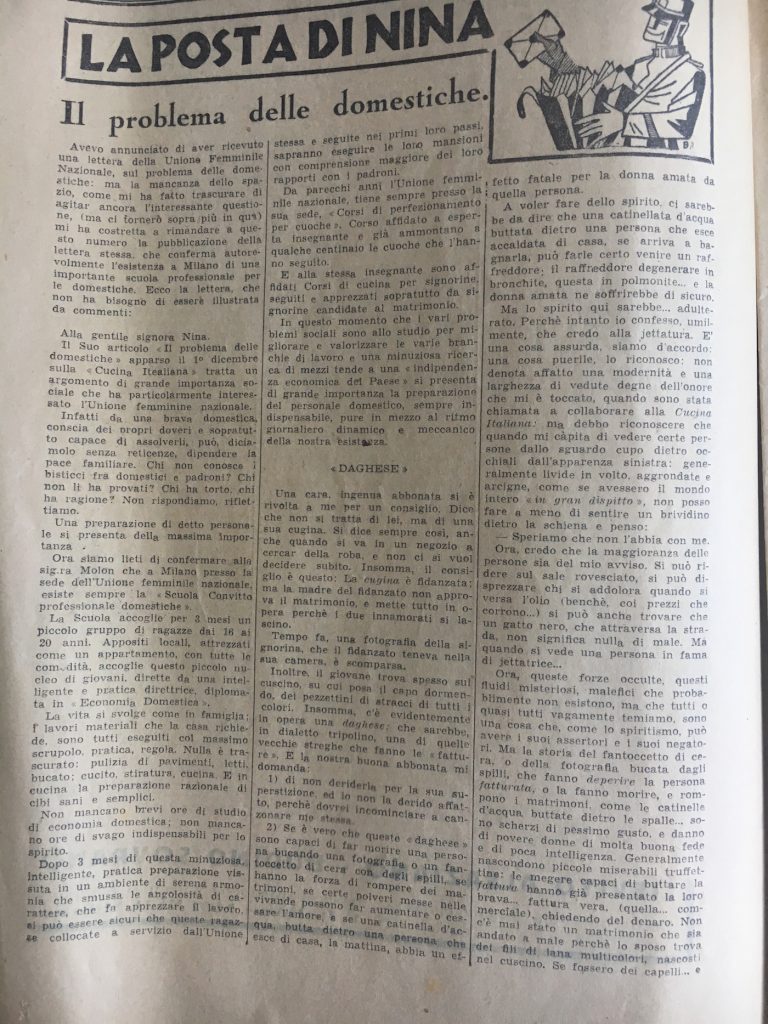 LA POSTA DI NINA
Il problema delle domestiche.
Avevo annunciato di aver ricevuto
una lettera della Unione Femminile
Nazionale, sul problema delle dome-
stiche: ma la mancanza dello spa-
zio, come mi ha fatto trascurare di
agitar ancora l'interessante questio-
ne, (ma ci tornerò sopra più in qua)
mi ha costretta a rimandare a que-
sto numero la pubblicazione della
lettera stessa, che conferma autore-
volmente l'esistenza a Milano di una
importante scuola professionale per
le domestiche. Ecco la lettera, che
non ha bisogno di essere illustrata
da commenti:
Alla gentile signora Nina.
Il Suo articolo «Il problema delle
domestiche» apparso il 1º dicembre
sulla «Cucina Itealiana» tratta un
argomento di grande importanza so-
ciale che ha particolarmente interes-
sato l'Unione femminine nazionale.
Infatti da una brava domestica,
conscia dei propri doveri e soprattut-
to capace di assolverli, può, dicia-
molo senza reticenze, dipendere la
pace familiare. Chi non conosce i
bisticci fra domestici e padroni? Chi
non li ha provati? Chi ha torto, chi
ha ragione? Non rispondiamo, riflet-
tiamo.
Una preparazione di detto persona-
le si presenta della massima impor-
tanza.
Ora siamo lieti di confermare alla
sig.ra Molon che a Milano presso la
sede dell'Unione femminile nazionale,
esiste sempre la «Scuola Convitto
professionale domestiche».
La Scuola accoglie per 3 mesi un
piccolo gruppo di ragazze dai 16 ai
20 anni. Appositi locali, attrezzati
come un appartamento, con tutte le
comodità, accoglie questo piccolo nu-
cleo di giovani, dirette da una intel-
ligente e pratica direttrice, diploma-
ta in «Economia Domestica».
La vita si svolge come in famiglia;
i lavori materiali che la casa richie-
de, sono tutti eseguiti col massimo
scrupolo, pratica, regola. Nulla è tra-
scurato: pulizia di pavimenti, letti,
bucato; cucito, stiratura, cucina. E in
cucina la preparazione razionale di
cibi sani e semplici.
Non mancano brevi ore di studio
di economia domestica; non manca-
no ore di svago indispensabili per lo
spirito.
Dopo 3 mesi di questa minuziosa,
intelligente, pratica preparazione vis-
suta in un ambiente di serena armo-
nia che smussa le angolosità di ca-
rattere, che fa apprezzare il lavoro,
si può essere sicuri che queste ragaz-
se collocate a servizio dall'Unione
stessa e seguite nei primi loro passi,
sapranno eseguire le loro mansioni
con comprensione maggiore dei loro
rapporti con i padroni.
Da parecchi anni l'Unione femmi-
nile nazionale, tiene sempre presso la
sua sede, «Corsi di perfezionamento
per cuoche». Corso affidato a esper-
ta insegnante e già ammontano a
qualche centinaio le cuoche che l'han-
no seguito.
E alla stessa insegnante sono af-
fidati Corsi di cucina per signorine,
seguiti e apprezzati sopratutto da si-
gnorine candidate al matrimonio.
In questo momento che i vari pro-
blemi sociali sono allo studio per mi-
gliorare e valorizzare le varie bran-
che di lavoro e una minuziosa ricerca
di mezzi tende a una «indipenden-
za economica del Paese» si presenta
di grande importanza la preparazione
del personale domestico, sempre in-
dispensabile, pure in mezzo al ritmo
giornaliero dinamico e meccanico
della nostra esistenza.
«DAGHESE»
Una cara, ingenua abbonata si è
rivolta a me per un consiglio. Dice
che non si tratta di lei, ma di una
sua cugina. Si dice sempre così, an-
che quando si va in un negozio a
cercar della roba, e non ci si vuol
decidere subito. Insomma, il consi-
glio è questo: La cugina è fidanzata;
ma la madre del fidanzato non appro-
va il matrimonio, e mette tutto in o-
pera perchè i due innamorati si la-
scino.
Tempo fa, una fotografia della si-
gnorina, che il fidanzato teneva nella
sua camera, è scomparsa.
Inoltre, il giovane trova spesso sul
cuscino, su cui posa il capo dormen-
do, dei pezzettini di stracci di tutti i
colori. Insomma, c'è evidentemente
in opera una daghese: che sarebbe,
in dialetto tripolino, una di quelle
vecchie streghe che fanno le «fattu-
re». E la nostra buona abbonata mi
domanda:
1) di non deriderla per la sua su-
perstizione, ed io non la derido affat-
to, perchè dovrei incominciare a can-
zonare me stessa.
2) Se è vero che queste «daghese»
sono capaci di far morire una perso-
na bucando una fotografia o un fan-
toccetto di cera con degli spilli, se
hanno la forza di rompere dei ma-
trimoni, se certe polveri messe nelle
vivande possono far aumentare o ces-
sare l'amore, e se una catinella d'ac-
qua, butta dietro una persona che
esce di casa, la mattina, abbia un ef-
fetto fatale per la donna amata da
quella persona.
A voler fare dello spirito, ci sareb-
be da dire che una catinellata d'acqua
buttata dietro una persona che esce
accaldata di casa, se arriva a ba-
gnarla, può farle certo venire un raf-
freddore; il raffreddore degenerare in
bronchite, questa in polmonite... e la
donna amata ne soffrirebbe di sicuro.
Ma lo spirito qui sarebbe... adulte-
rato. Perchè intanto io confesso, umil-
mente, che credo alla jettatura. E'
una cosa assurda, siamo d'accordo:
una cosa puerile, lo riconosco: non
denota affatto una modernità e una
larghezza di vedute degne dell'onore
che mi è toccato, quando sono stata
chiamata a collaborare alla Cucina
Italiana: ma debbo riconoscere che
quando mi càpita di vedere certe per-
sone dallo sguardo cupo dietro oc-
chiali dall'apparenza sinistra: gene-
ralmente livide in volto, aggrondate e
arcigne, come se avessero il mondo
intero «in gran dispitto», non posso
fare a meno di sentire un brividino
dietro la schiena e penso:
— Speriamo che non l'abbia con me.
Ora, credo che la maggioranza delle
persone sia del mio avviso. Si può ri-
dere sul sale rovesciato, si può di-
sprezzare chi si addolora quando si
versa l'olio (benchè, coi prezzi che
corrono...) si può anche trovare che
un gatto nero, che attraversa la stra-
da, non significa nulla di male. Ma
quando si vede una persona in fama
di jettatrice...
Ora, queste forze occulte, questi
fluidi misteriosi, malefici che proba-
blimente non esistono, ma che tutti o
quasi tutti vagamente temiamo, sono
una cosa che, come lo spiritismo, può
avere i suoi assertori e i suoi negato-
ri. Ma la storia del fantoccetto di ce-
ra, o della fotografia bucata dagli
spilli, che fanno deperire la persona
fatturata, o la fanno morire, e rompo-
no i matrimoni, come le catinelle
d'acqua buttate dietro le spalle... so-
no scherzi di pessimo gusto, e danno
di povere donne di molta buona fede
e di poca intelligenza. Generalmente
nascondono piccole miserabili truffet-
tine: le megere capaci di buttare la
fattura hanno già presentato la loro
brava... fattura vera, (quella... com-
merciale), chiedendo del denaro. Non
c'è mai stato un matrimonio che sia
andato a male perchè lo sposo trova
dei fili di lana multicolori, nascosti
nel cuscino. Se fossero dei capelli... e